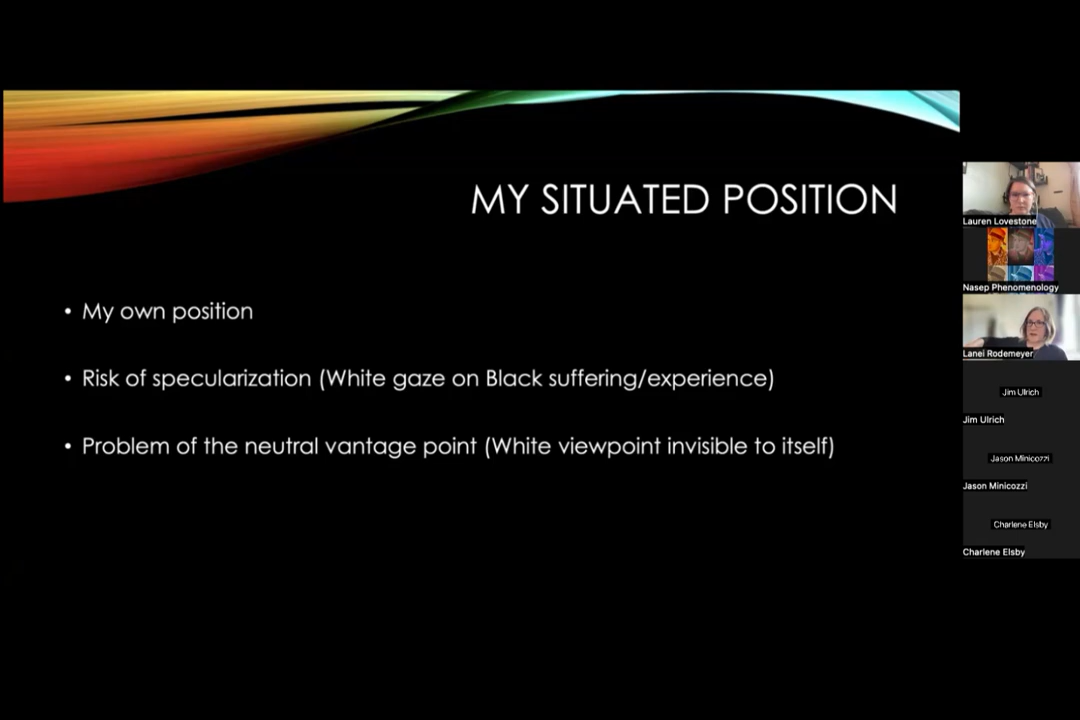 MY SITUATED POSITION
• My own position
• Risk of specularization (White gaze on Black suffering/experience)
• Problem of the neutral vantage point (White viewpoint invisible to itself)
Lauren Lovestone
Nasep Phenomenology
Lanei Rodemeyer
Jim Ulrich
Jim Ulrich
Jason Minicozzi
Jason Minicozzi
Charlene Elsby
Charlene Elsby